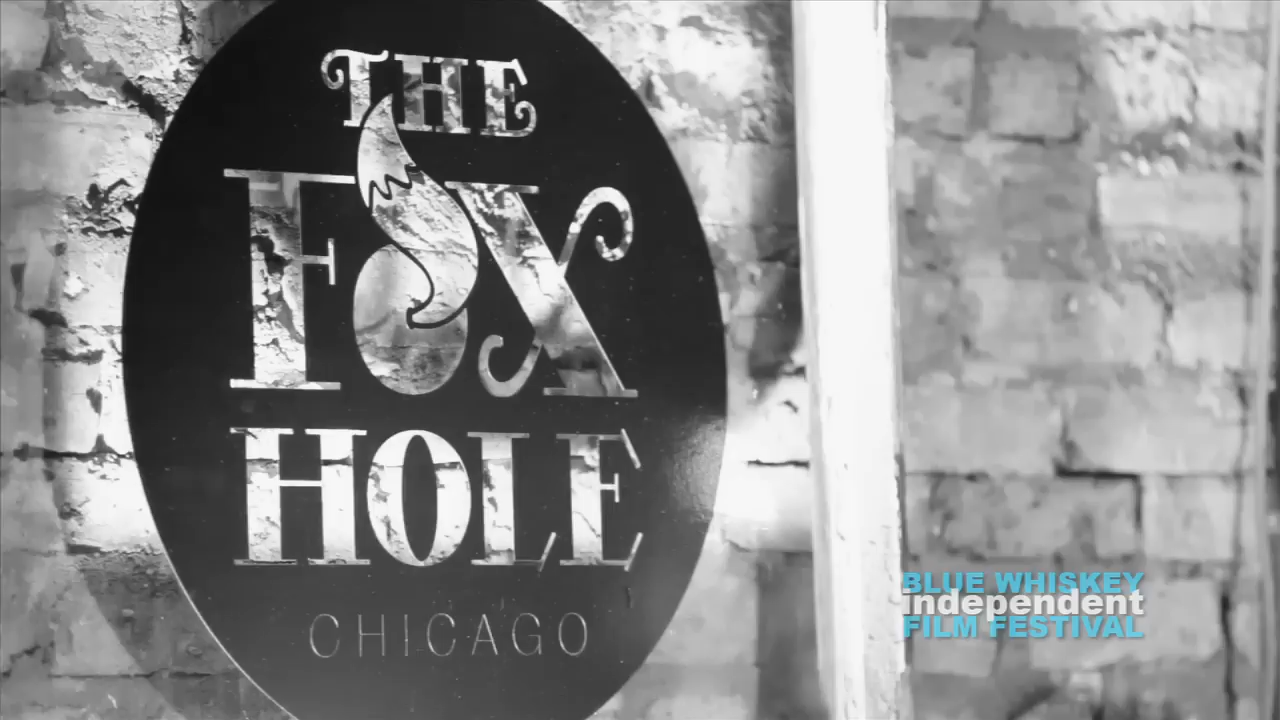 THE
FOX
HOLE
CHICAGO
BLUE WHISKEY
independent
FILM FESTIVAL